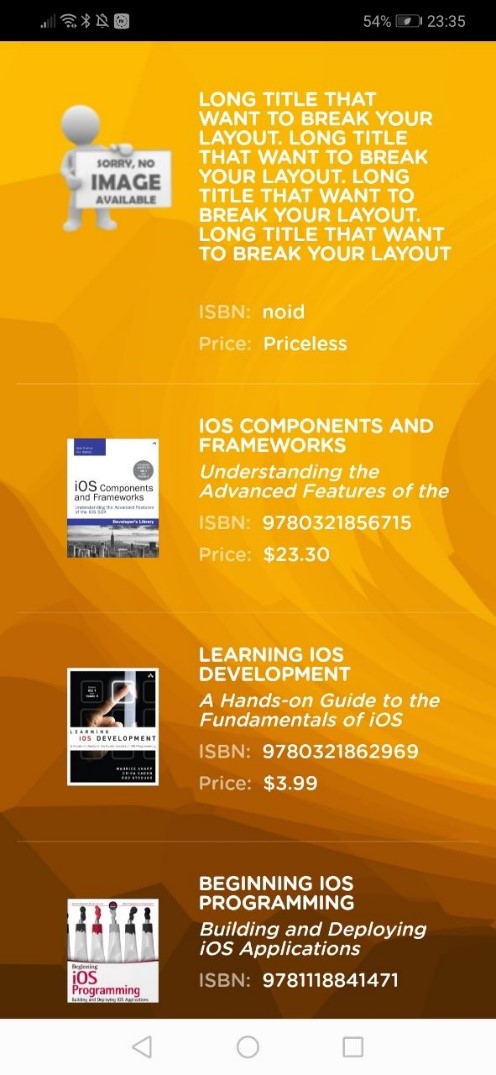 54% 23:35
LONG TITLE THAT
WANT TO BREAK YOUR
LAYOUT. LONG TITLE
THAT WANT TO BREAK
YOUR LAYOUT. LONG
TITLE THAT WANT TO
BREAK YOUR LAYOUT.
LONG TITLE THAT WANT
TO BREAK YOUR LAYOUT
SORRY, NO
IMAGE
AVAILABLE
ISBN: noid
Price: Priceless
IOS COMPONENTS AND
FRAMEWORKS
Understanding the
Advanced Features of the
ISBN: 9780321856715
Price: $23.30
iOS Components
and Frameworks
Understanding the Advanced Features
of the iOS SDK
Developer's Library
LEARNING IOS
DEVELOPMENT
A Hands-on Guide to the
Fundamentals of iOS
ISBN: 9780321862969
Price: $3.99
LEARNING
iOS DEVELOPMENT
BEGINNING IOS
PROGRAMMING
Building and Deploying
iOS Applications
ISBN: 9781118841471
Beginning
iOS
Programming
Building and Deploying iOS Applications